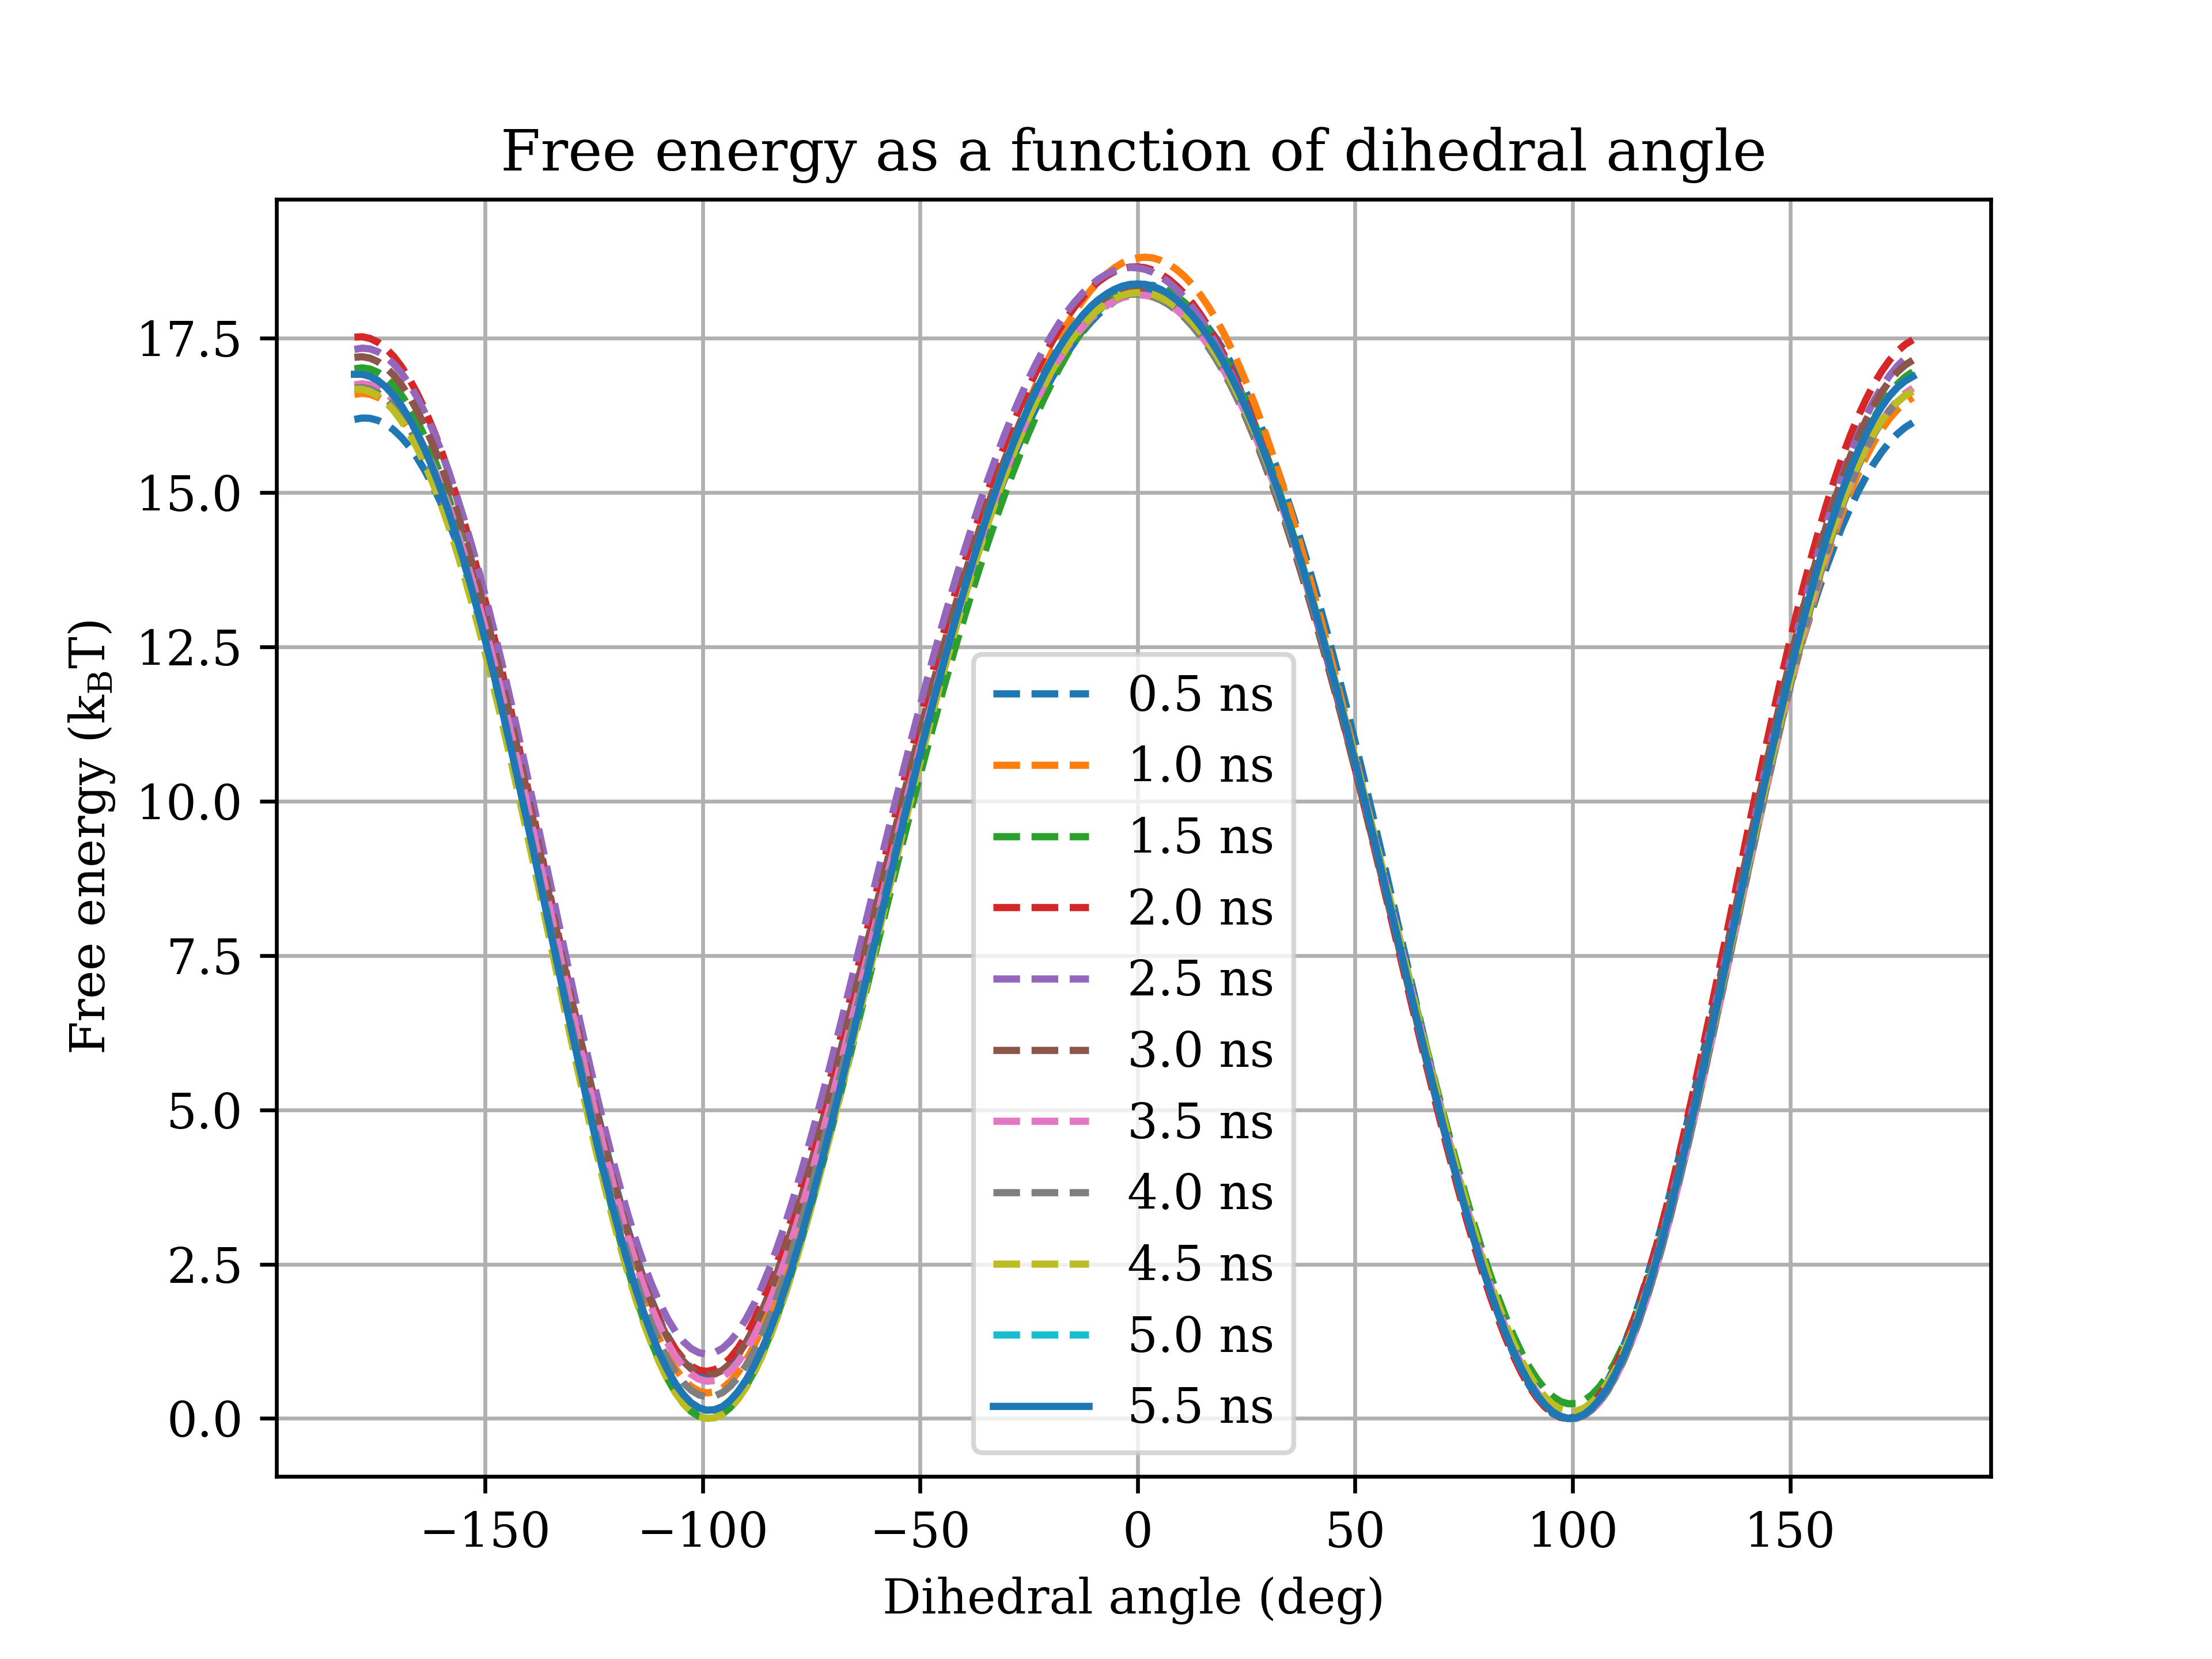 Free energy as a function of dihedral angle
Free energy (k_BT)
17.5
15.0
12.5
10.0
7.5
5.0
2.5
0.0
0.5 ns
1.0 ns
1.5 ns
2.0 ns
2.5 ns
3.0 ns
3.5 ns
4.0 ns
4.5 ns
5.0 ns
5.5 ns
−150 −100 −50 0 50 100 150
Dihedral angle (deg)